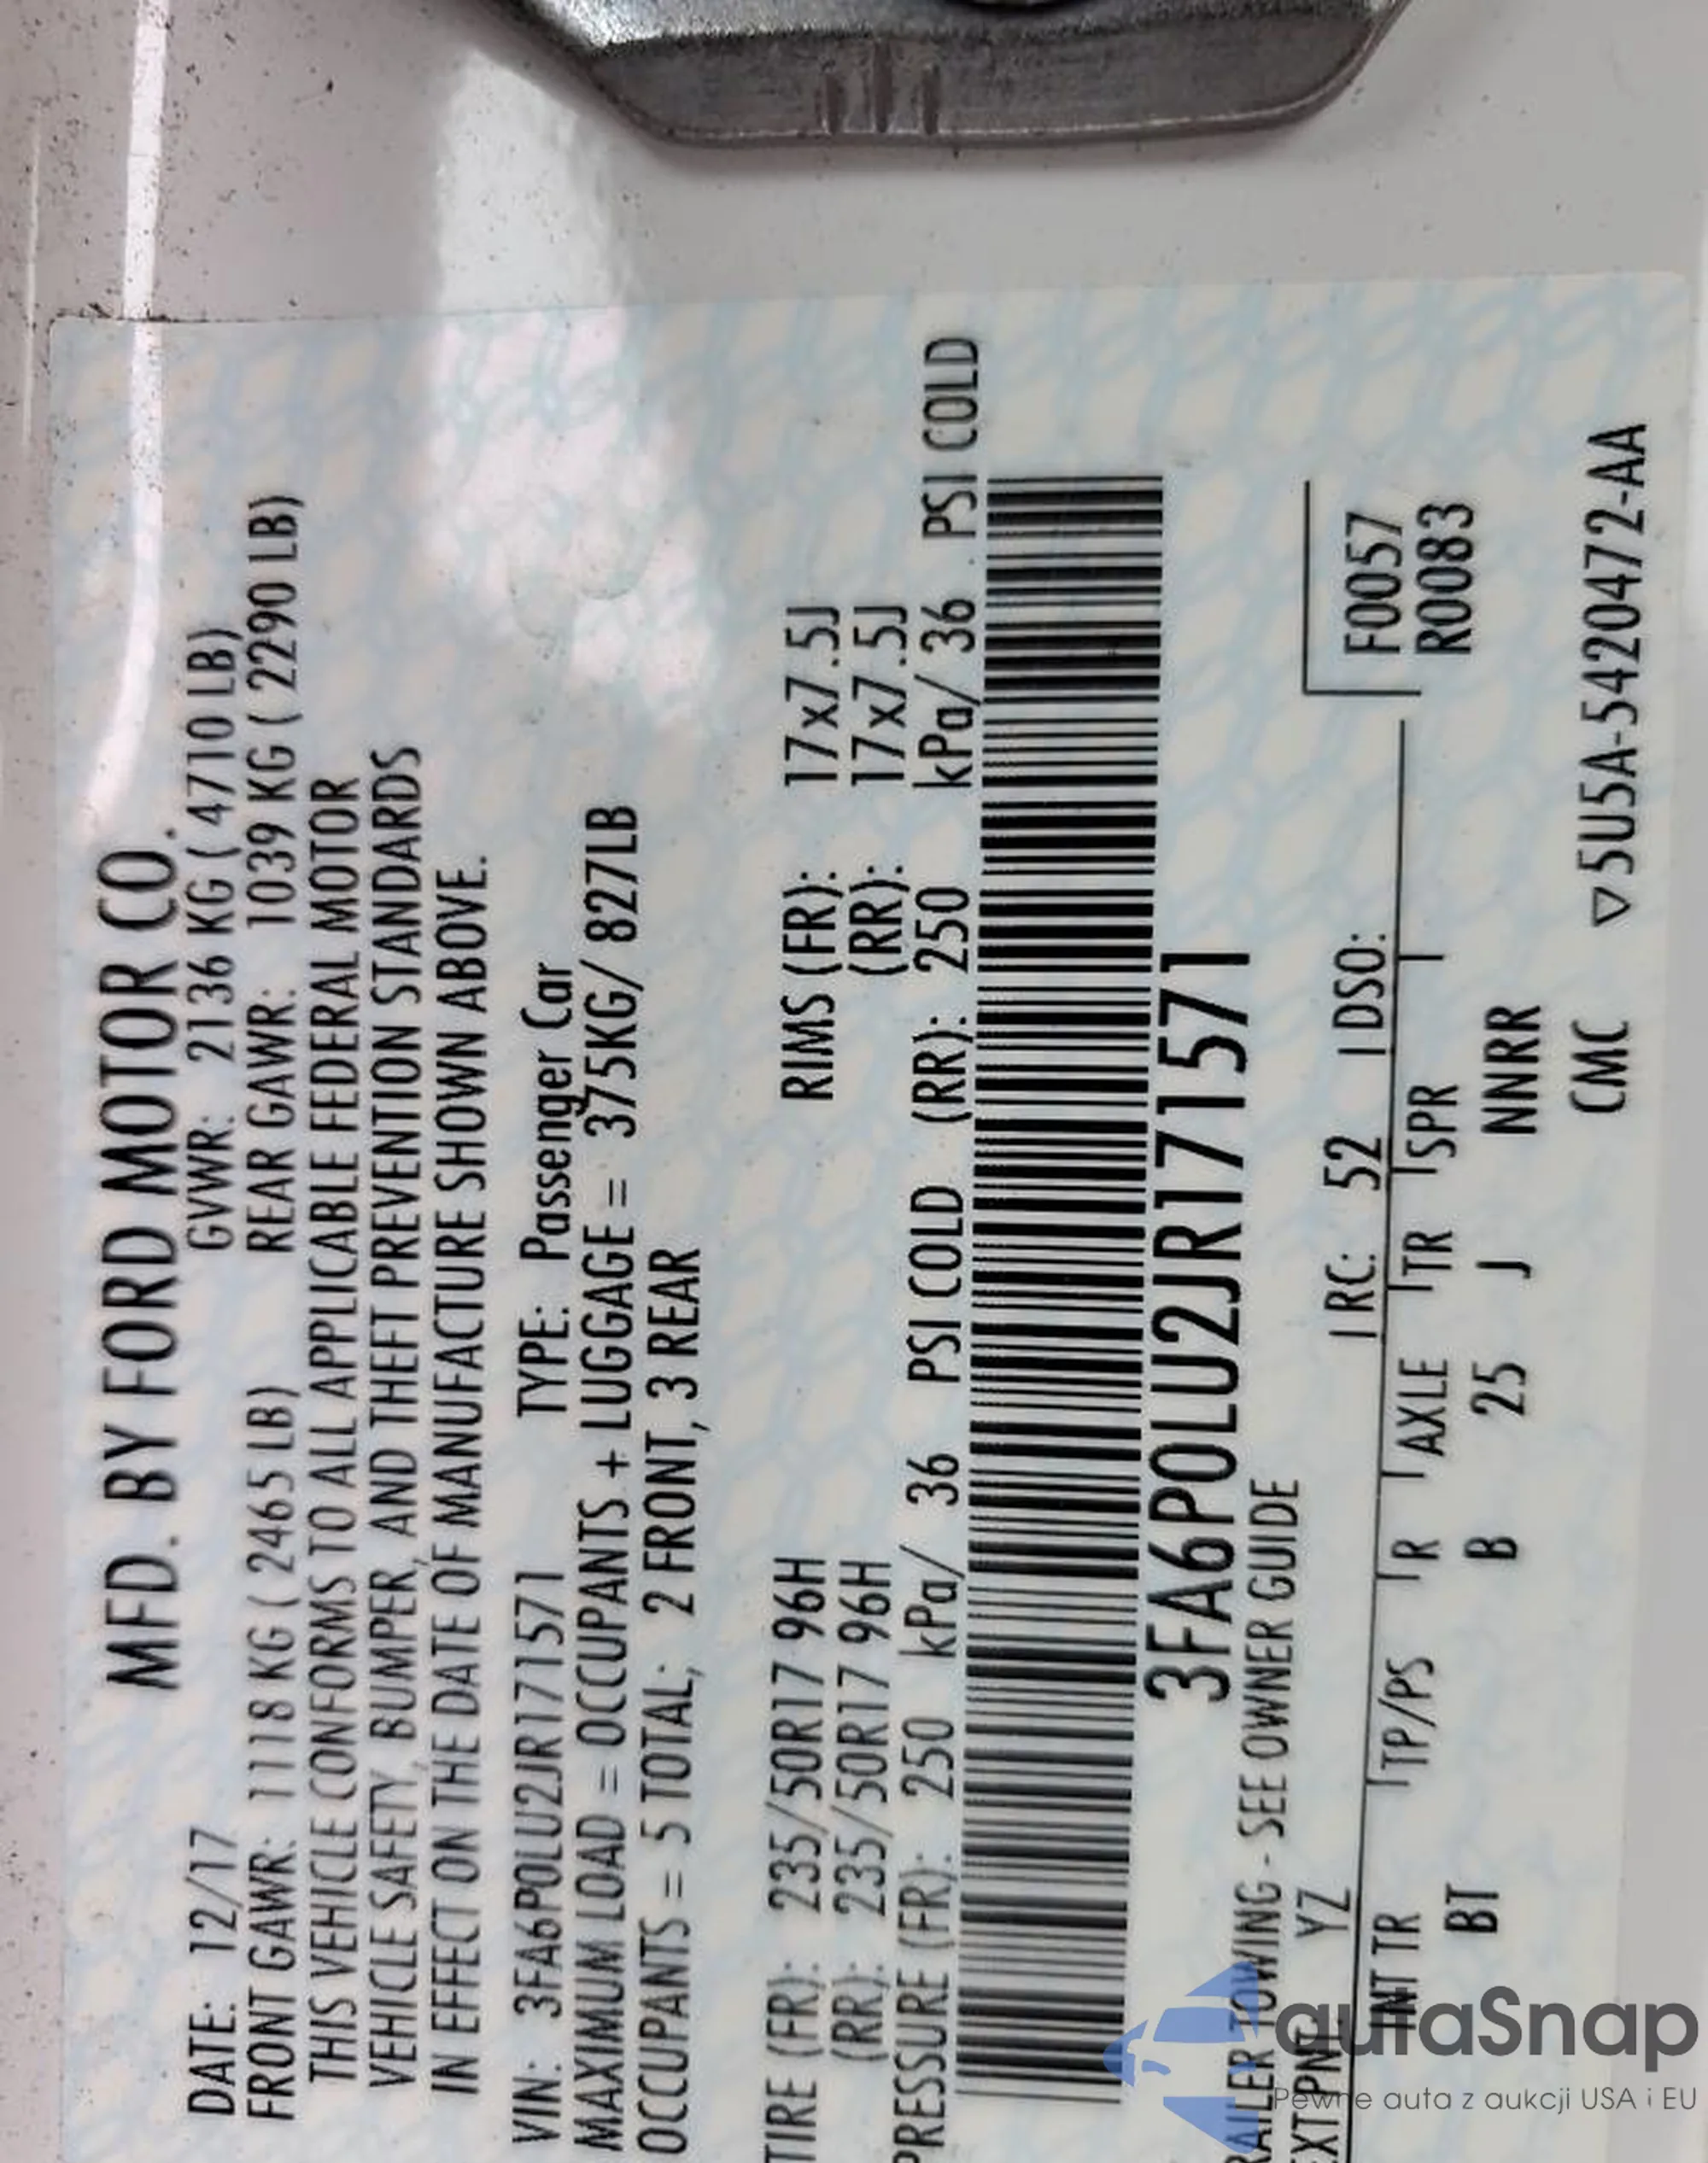 MFD. BY FORD MOTOR CO.
DATE: 12/17 GVWR: 2136 KG ( 4710 LB)
FRONT GAWR: 1118 KG ( 2465 LB) REAR GAWR: 1039 KG ( 2290 LB)
THIS VEHICLE CONFORMS TO ALL APPLICABLE FEDERAL MOTOR
VEHICLE SAFETY, BUMPER, AND THEFT PREVENTION STANDARDS
IN EFFECT ON THE DATE OF MANUFACTURE SHOWN ABOVE.
VIN: 3FA6P0LU2JR171571 TYPE: Passenger Car
MAXIMUM LOAD = OCCUPANTS + LUGGAGE = 375KG/ 827LB
OCCUPANTS = 5 TOTAL; 2 FRONT, 3 REAR
TIRE (FR): 235/50R17 96H RIMS (FR): 17x7.5J
(RR): 235/50R17 96H (RR): 17x7.5J
PRESSURE (FR): 250 kPa/ 36 PSI COLD (RR): 250 kPa/ 36 PSI COLD
3FA6P0LU2JR171571
RAILER TOWING - SEE OWNER GUIDE
EXT PNT YZ RC: 52 DSO:
F0057
R0083
INT TR TP/PS R AXLE TR SPR
BT B 25 J NNRR
CMC ▽5U5A-5420472-AA
autaSnap
Pewne auta z aukcji USA i EU